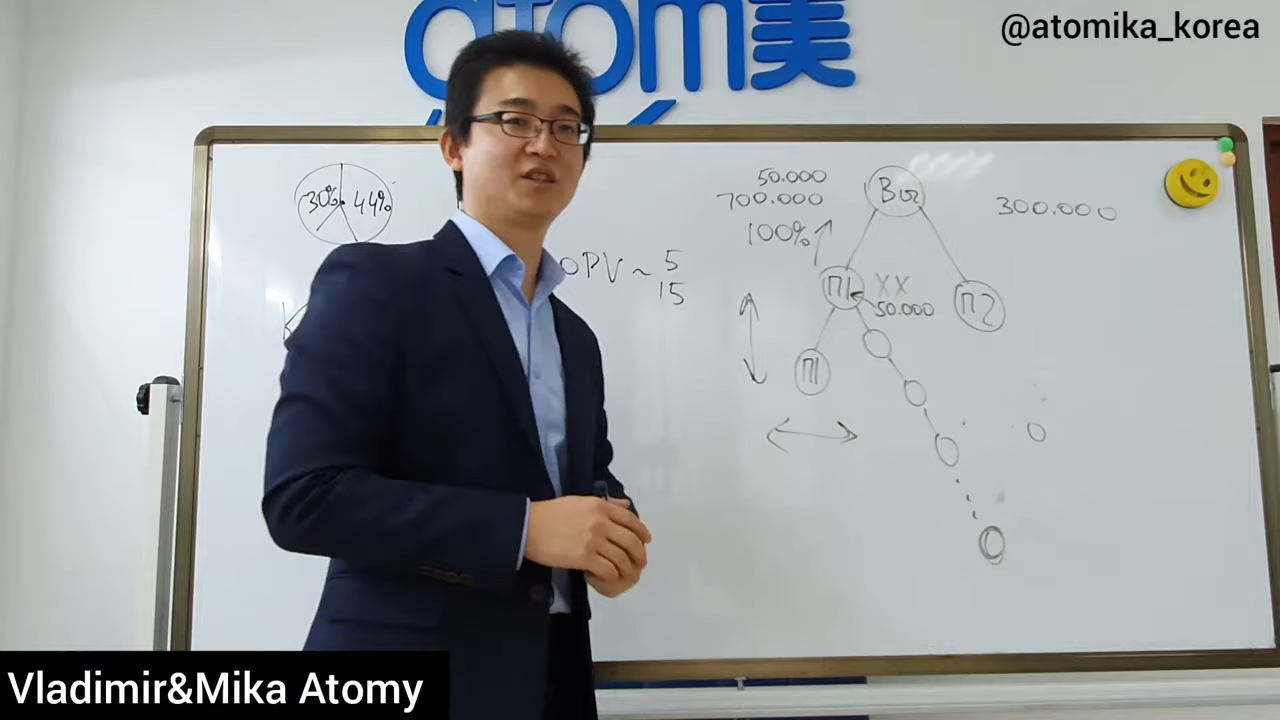 @atomika_korea
atom美
30% 44%
50.000
700.000
100%
Вы
300.000
OPV ~ 5
15
П1
XX
50.000
П2
П1
Vladimir&Mika Atomy